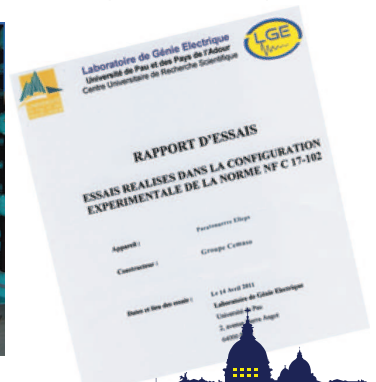 Laboratoire de Génie Electrique
Université de Pau et des Pays de l'Adour
Centre Universitaire de Recherche Scientifique
LGE
RAPPORT D'ESSAIS
ESSAIS REALISES DANS LA CONFIGURATION
EXPERIMENTALE DE LA NORME NF C 17-102
Appareil :
Paratonnerre
Constructeur :
Groupe
Dates et lieu des essais :
Le 14 Avril 2011
Laboratoire de Génie Electrique
Université de Pau
2,